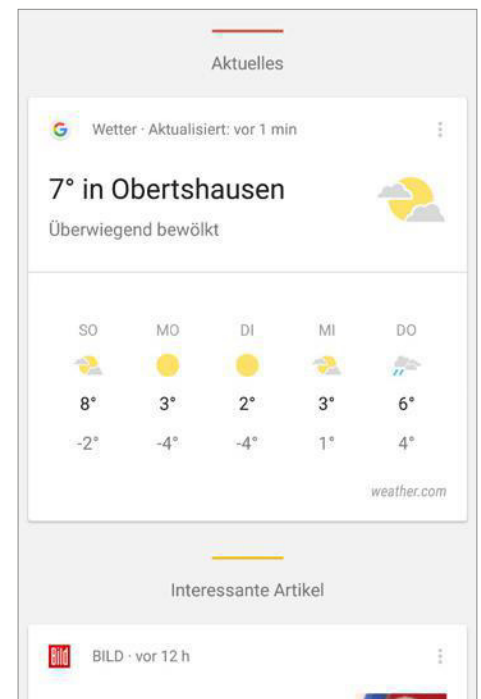 Aktuelles
Wetter · Aktualisiert: vor 1 min
7° in Obertshausen
Überwiegend bewölkt
SO MO DI MI DO
8° 3° 2° 3° 6°
-2° -4° -4° 1° 4°
weather.com
Interessante Artikel
Bild BILD · vor 12 h